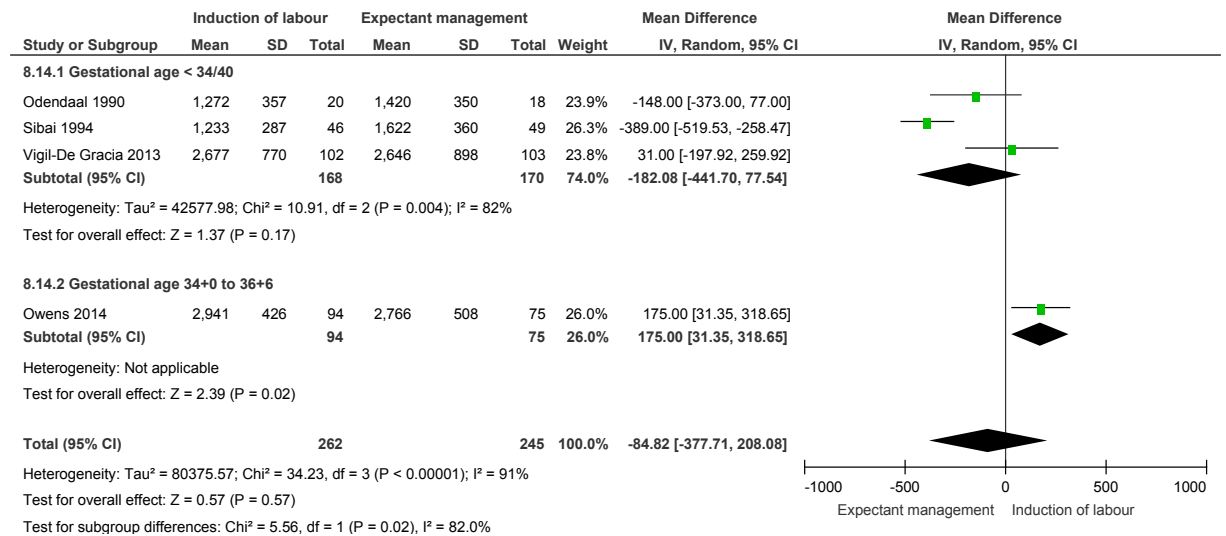 Induction of labour Expectant management Mean Difference Mean Difference
Study or Subgroup Mean SD Total Mean SD Total Weight IV, Random, 95% CI IV, Random, 95% CI
8.14.1 Gestational age < 34/40
Odendaal 1990 1,272 357 20 1,420 350 18 23.9% -148.00 [-373.00, 77.00]
Sibai 1994 1,233 287 46 1,622 360 49 26.3% -389.00 [-519.53, -258.47]
Vigil-De Gracia 2013 2,677 770 102 2,646 898 103 23.8% 31.00 [-197.92, 259.92]
Subtotal (95% CI) 168 170 74.0% -182.08 [-441.70, 77.54]
Heterogeneity: Tau² = 42577.98; Chi² = 10.91, df = 2 (P = 0.004); I² = 82%
Test for overall effect: Z = 1.37 (P = 0.17)
8.14.2 Gestational age 34+0 to 36+6
Owens 2014 2,941 426 94 2,766 508 75 26.0% 175.00 [31.35, 318.65]
Subtotal (95% CI) 94 75 26.0% 175.00 [31.35, 318.65]
Heterogeneity: Not applicable
Test for overall effect: Z = 2.39 (P = 0.02)
Total (95% CI) 262 245 100.0% -84.82 [-377.71, 208.08]
Heterogeneity: Tau² = 80375.57; Chi² = 34.23, df = 3 (P < 0.00001); I² = 91%
Test for overall effect: Z = 0.57 (P = 0.57)
Test for subgroup differences: Chi² = 5.56, df = 1 (P = 0.02), I² = 82.0%
-1000 -500 0 500 1000
Expectant management Induction of labour